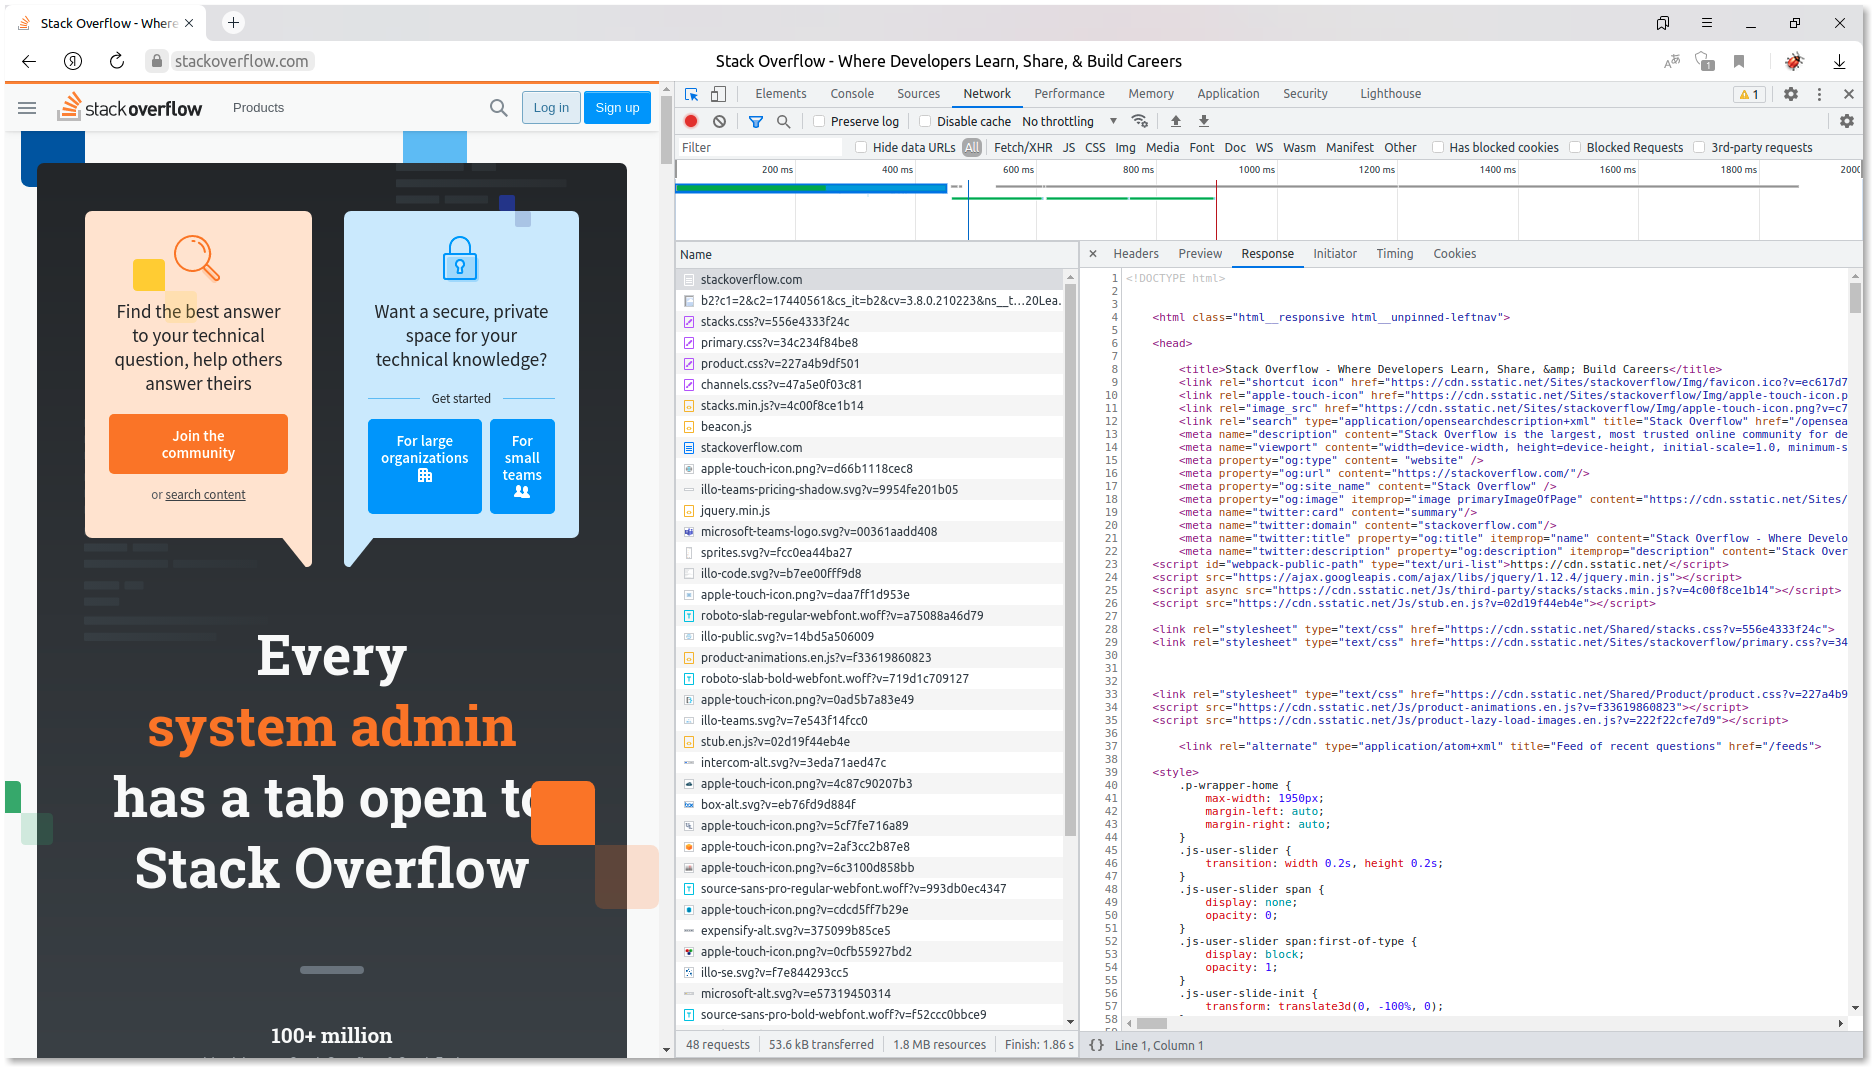 Stack Overflow - Where
stackoverflow.com
Stack Overflow - Where Developers Learn, Share, & Build Careers
1
stackoverflow
Products
Log in
Sign up
Find the best answer
to your technical
question, help others
answer theirs
Join the
community
or search content
Want a secure, private
space for your
technical knowledge?
Get started
For large
organizations
For
small
teams
Every
system admin
has a tab open to
Stack Overflow
100+ million
Elements Console Sources Network Performance Memory Application Security Lighthouse
1
Preserve log Disable cache No throttling
Filter
Hide data URLs All Fetch/XHR JS CSS Img Media Font Doc WS Wasm Manifest Other Has blocked cookies Blocked Requests 3rd-party requests
200 ms 400 ms 600 ms 800 ms 1000 ms 1200 ms 1400 ms 1600 ms 1800 ms
Name
stackoverflow.com
b2?c1=2&c2=17440561&cs_it=b2&cv=3.8.0.210223&ns__t...20Lea.
stacks.css?v=556e4333f24c
primary.css?v=34c234f84be8
product.css?v=227a4b9df501
channels.css?v=47a5e0f03c81
stacks.min.js?v=4c00f8ce1b14
beacon.js
stackoverflow.com
apple-touch-icon.png?v=d66b1118cec8
illo-teams-pricing-shadow.svg?v=9954fe201b05
jquery.min.js
microsoft-teams-logo.svg?v=00361aadd408
sprites.svg?v=fcc0ea44ba27
illo-code.svg?v=b7ee00fff9d8
apple-touch-icon.png?v=daa7ff1d953e
roboto-slab-regular-webfont.woff?v=a75088a46d79
illo-public.svg?v=14bd5a506009
product-animations.en.js?v=f33619860823
roboto-slab-bold-webfont.woff?v=719d1c709127
apple-touch-icon.png?v=0ad5b7a83e49
illo-teams.svg?v=7e543f14fcc0
stub.en.js?v=02d19f44eb4e
intercom-alt.svg?v=3eda71aed47c
apple-touch-icon.png?v=4c87c90207b3
box-alt.svg?v=eb76fd9d884f
apple-touch-icon.png?v=5cf7fe716a89
apple-touch-icon.png?v=2af3cc2b87e8
apple-touch-icon.png?v=6c3100d858bb
source-sans-pro-regular-webfont.woff?v=993db0ec4347
apple-touch-icon.png?v=cdcd5ff7b29e
expensify-alt.svg?v=375099b85ce5
apple-touch-icon.png?v=0cfb55927bd2
illo-se.svg?v=f7e844293cc5
microsoft-alt.svg?v=e57319450314
source-sans-pro-bold-webfont.woff?v=f52ccc0bbce9
48 requests 53.6 kB transferred 1.8 MB resources Finish: 1.86 s
Headers Preview Response Initiator Timing Cookies
1 <!DOCTYPE html>
2
3
4 <html class="html__responsive html__unpinned-leftnav">
5
6 <head>
7
8 <title>Stack Overflow - Where Developers Learn, Share, &amp; Build Careers</title>
9 <link rel="shortcut icon" href="https://cdn.sstatic.net/Sites/stackoverflow/Img/favicon.ico?v=ec617d7
10 <link rel="apple-touch-icon" href="https://cdn.sstatic.net/Sites/stackoverflow/Img/apple-touch-icon.p
11 <link rel="image_src" href="https://cdn.sstatic.net/Sites/stackoverflow/Img/apple-touch-icon.png?v=c7
12 <link rel="search" type="application/opensearchdescription+xml" title="Stack Overflow" href="/opensea
13 <meta name="description" content="Stack Overflow is the largest, most trusted online community for de
14 <meta name="viewport" content="width=device-width, height=device-height, initial-scale=1.0, minimum-s
15 <meta property="og:type" content= "website" />
16 <meta property="og:url" content="https://stackoverflow.com/"/>
17 <meta property="og:site_name" content="Stack Overflow" />
18 <meta property="og:image" itemprop="image primaryImageOfPage" content="https://cdn.sstatic.net/Sites/
19 <meta name="twitter:card" content="summary"/>
20 <meta name="twitter:domain" content="stackoverflow.com"/>
21 <meta name="twitter:title" property="og:title" itemprop="name" content="Stack Overflow - Where Develo
22 <meta name="twitter:description" property="og:description" itemprop="description" content="Stack Over
23 <script id="webpack-public-path" type="text/uri-list">https://cdn.sstatic.net/</script>
24 <script src="https://ajax.googleapis.com/ajax/libs/jquery/1.12.4/jquery.min.js"></script>
25 <script async src="https://cdn.sstatic.net/Js/third-party/stacks/stacks.min.js?v=4c00f8ce1b14"></script>
26 <script src="https://cdn.sstatic.net/Js/stub.en.js?v=02d19f44eb4e"></script>
27
28 <link rel="stylesheet" type="text/css" href="https://cdn.sstatic.net/Shared/stacks.css?v=556e4333f24c">
29 <link rel="stylesheet" type="text/css" href="https://cdn.sstatic.net/Sites/stackoverflow/primary.css?v=34
30
31
32
33 <link rel="stylesheet" type="text/css" href="https://cdn.sstatic.net/Shared/Product/product.css?v=227a4b9
34 <script src="https://cdn.sstatic.net/Js/product-animations.en.js?v=f33619860823"></script>
35 <script src="https://cdn.sstatic.net/Js/product-lazy-load-images.en.js?v=222f22cfe7d9"></script>
36
37 <link rel="alternate" type="application/atom+xml" title="Feed of recent questions" href="/feeds">
38
39 <style>
40 .p-wrapper-home {
41 max-width: 1950px;
42 margin-left: auto;
43 margin-right: auto;
44 }
45 .js-user-slider {
46 transition: width 0.2s, height 0.2s;
47 }
48 .js-user-slider span {
49 display: none;
50 opacity: 0;
51 }
52 .js-user-slider span:first-of-type {
53 display: block;
54 opacity: 1;
55 }
56 .js-user-slide-init {
57 transform: translate3d(0, -100%, 0);
58
{} Line 1, Column 1